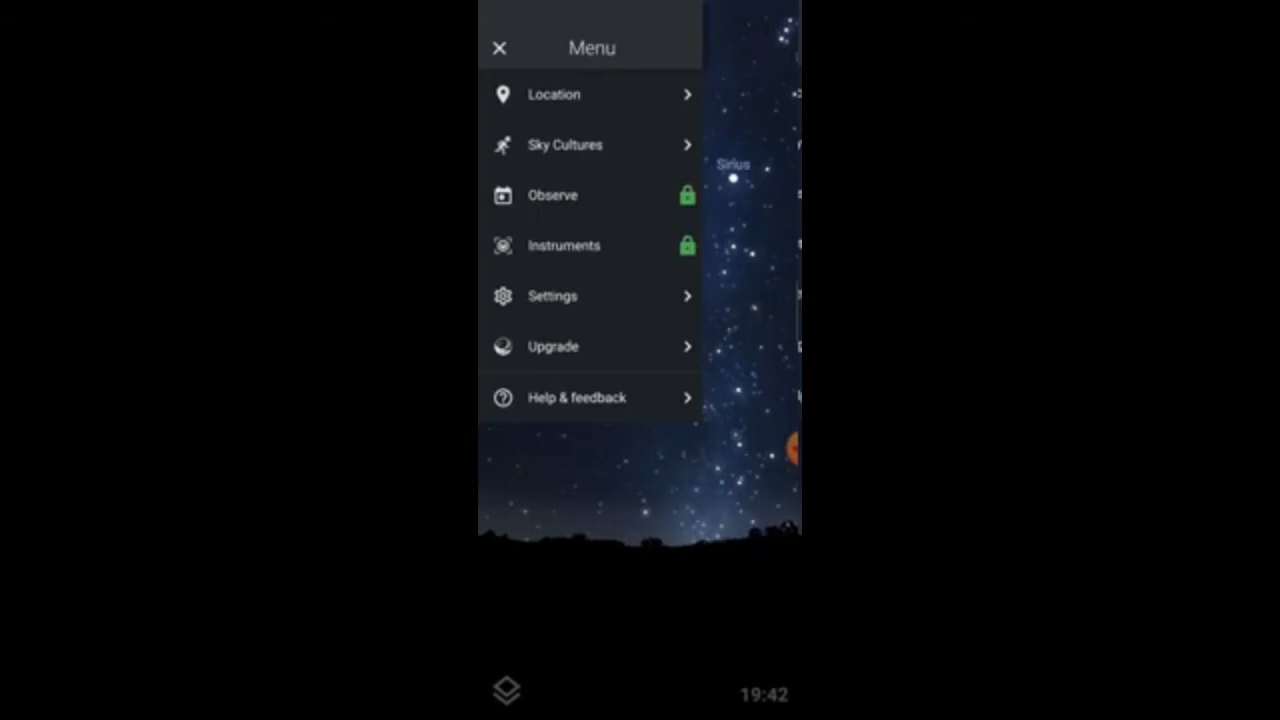 Menu
Location
Sky Cultures
Sirius
Observe
Instruments
Settings
Upgrade
Help & feedback
19:42